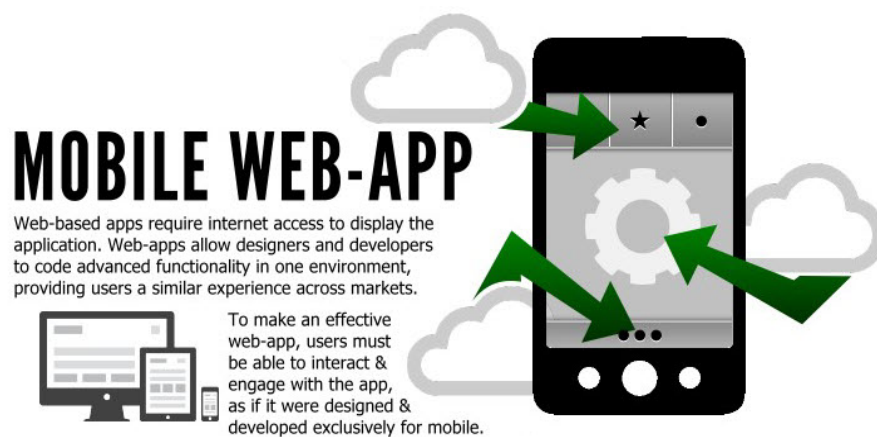 MOBILE WEB-APP
Web-based apps require internet access to display the
application. Web-apps allow designers and developers
to code advanced functionality in one environment,
providing users a similar experience across markets.
To make an effective
web-app, users must
be able to interact &
engage with the app,
as if it were designed &
developed exclusively for mobile.